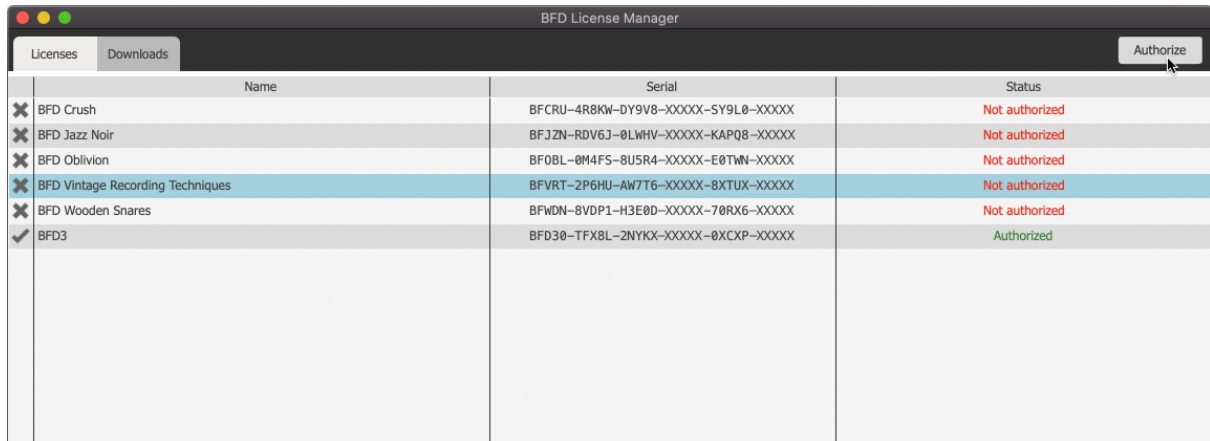 BFD License Manager
Licenses Downloads Authorize
Name Serial Status
BFD Crush BFCRU-4R8KW-DY9V8-XXXXX-SY9L0-XXXXX Not authorized
BFD Jazz Noir BFJZN-RDV6J-0LWHV-XXXXX-KAPQ8-XXXXX Not authorized
BFD Oblivion BFOBL-0M4FS-8U5R4-XXXXX-E0TWN-XXXXX Not authorized
BFD Vintage Recording Techniques BFVRT-2P6HU-AW7T6-XXXXX-8XTUX-XXXXX Not authorized
BFD Wooden Snares BFWDN-8VDP1-H3E0D-XXXXX-70RX6-XXXXX Not authorized
BFD3 BFD30-TFX8L-2NYKX-XXXXX-0XCXP-XXXXX Authorized